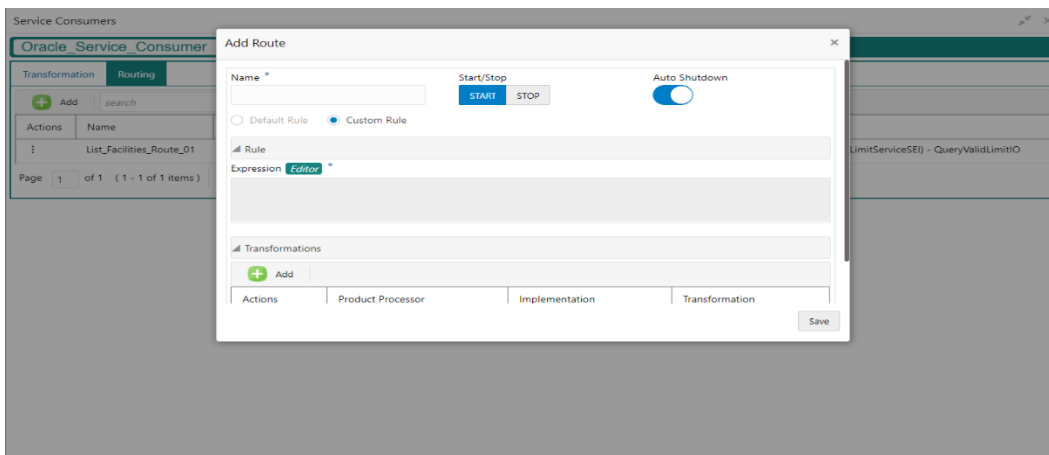 Service Consumers
Oracle_Service_Consumer
Transformation Routing
Add search
Actions Name
List_Facilities_Route_01
LimitServiceSEI) - QueryValidLimitIO
Page 1 of 1 (1 - 1 of 1 items)
Add Route
Name *
Start/Stop
Auto Shutdown
START STOP
Default Rule Custom Rule
Rule
Expression Editor *
Transformations
Add
Actions Product Processor Implementation Transformation
Save